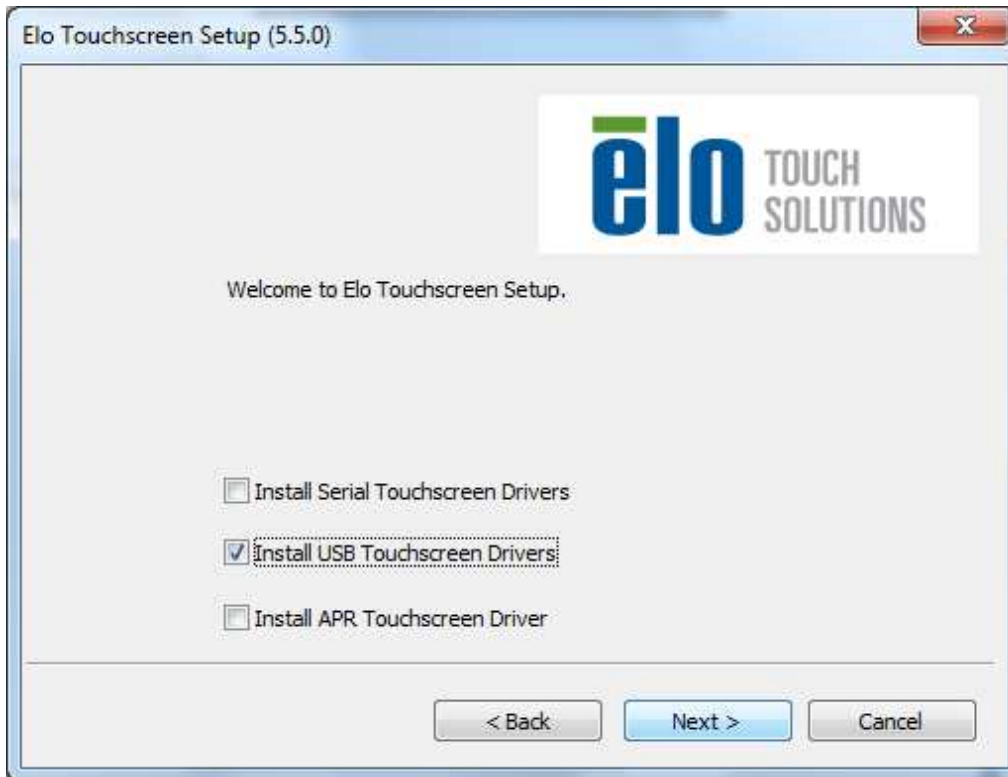 Elo Touchscreen Setup (5.5.0)
ēlo TOUCH
SOLUTIONS
Welcome to Elo Touchscreen Setup.
Install Serial Touchscreen Drivers
Install USB Touchscreen Drivers
Install APR Touchscreen Driver
< Back Next > Cancel